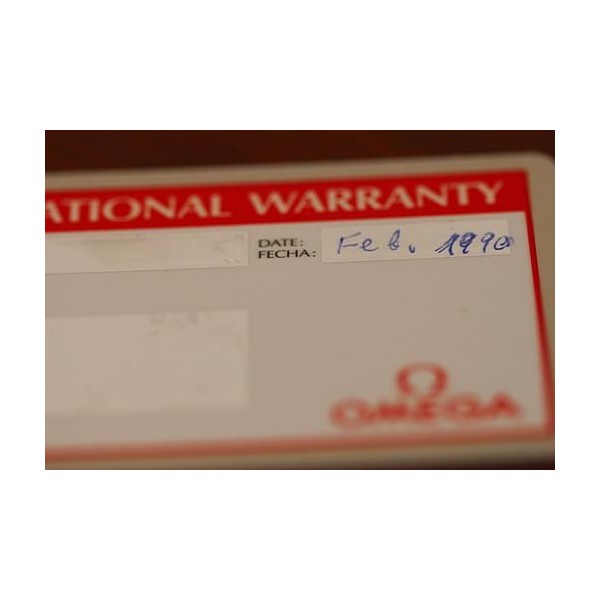 ATIONAL WARRANTY
DATE: Feb. 1990
FECHA:
OMEGA